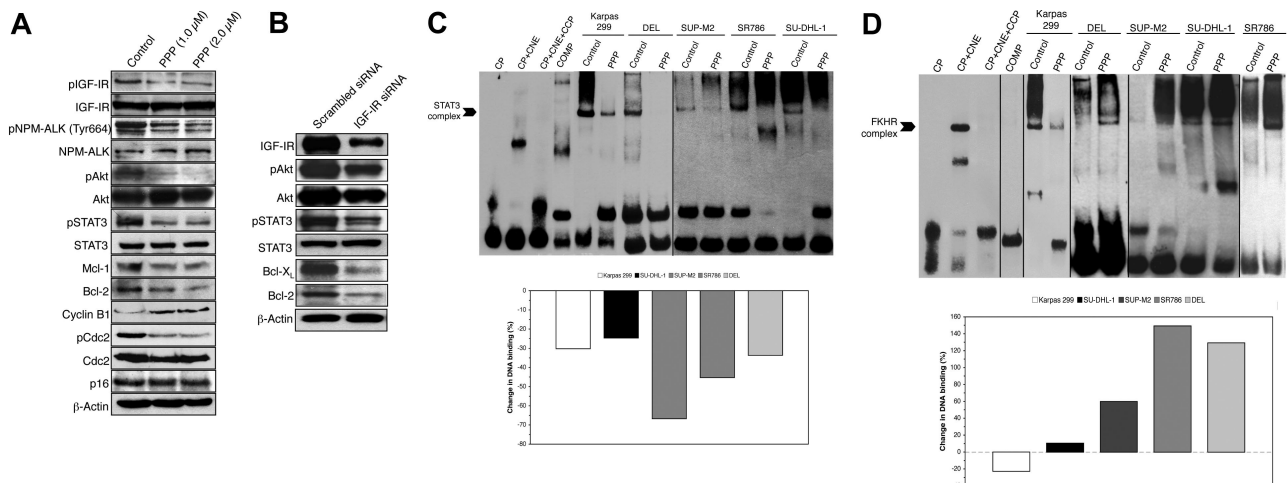 A
Control
PPP (1.0 µM)
PPP (2.0 µM)
pIGF-IR
IGF-IR
pNPM-ALK (Tyr664)
NPM-ALK
pAkt
Akt
pSTAT3
STAT3
Mcl-1
Bcl-2
Cyclin B1
pCdc2
Cdc2
p16
β-Actin
B
Scrambled siRNA
IGF-IR siRNA
IGF-IR
pAkt
Akt
pSTAT3
STAT3
Bcl-XL
Bcl-2
β-Actin
C
Karpas 299 DEL SUP-M2 SR786 SU-DHL-1
CP CP+CNE CP+CNE+CCP COMP Control PPP Control PPP Control PPP Control PPP Control PPP
STAT3 complex
Karpas 299 SU-DHL-1 SUP-M2 SR786 DEL
Change in DNA binding (%)
0
-10
-20
-30
-40
-50
-60
-70
-80
D
Karpas 299 DEL SUP-M2 SU-DHL-1 SR786
CP CP+CNE CP+CNE+CCP COMP Control PPP Control PPP Control PPP Control PPP Control PPP
FKHR complex
Karpas 299 SU-DHL-1 SUP-M2 SR786 DEL
Change in DNA binding (%)
160
140
120
100
80
60
40
20
0
-20